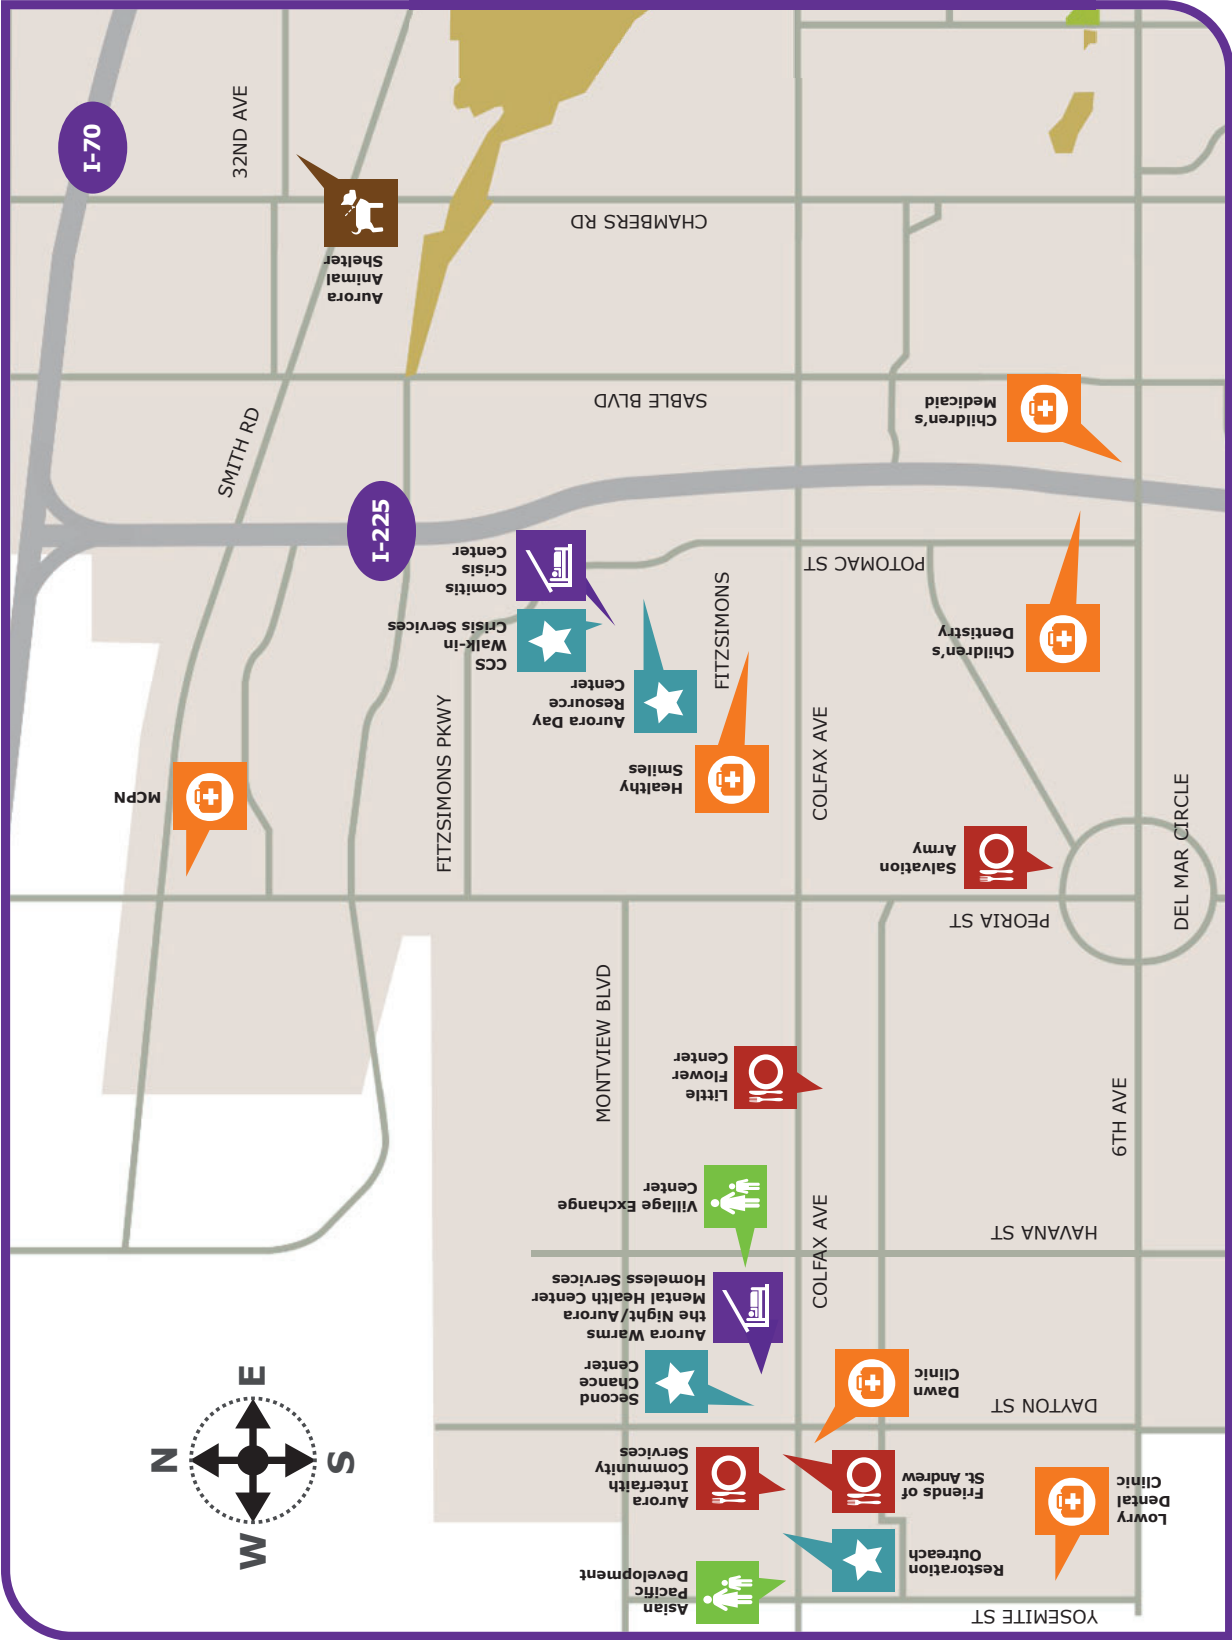 I-70
32ND AVE
Aurora
Animal
Shelter
CHAMBERS RD
SABLE BLVD
SMITH RD
I-225
Children's
Medicaid
Comitis
Crisis
Center
CCS
Walk-in
Crisis Services
POTOMAC ST
FITZSIMONS
Children's
Dentistry
Aurora Day
Resource
Center
Healthy
Smiles
FITZSIMONS PKWY
COLFAX AVE
MCPN
Salvation
Army
DEL MAR CIRCLE
PEORIA ST
MONTVIEW BLVD
Little
Flower
Center
6TH AVE
Village Exchange
Center
COLFAX AVE
HAVANA ST
Aurora Warms
the Night/Aurora
Mental Health Center
Homeless Services
Second
Chance
Center
Dawn
Clinic
DAYTON ST
Aurora
Interfaith
Community
Services
Friends of
St. Andrew
Lowry
Dental
Clinic
Restoration
Outreach
Asian
Pacific
Development
YOSEMITE ST
N
E
S
W